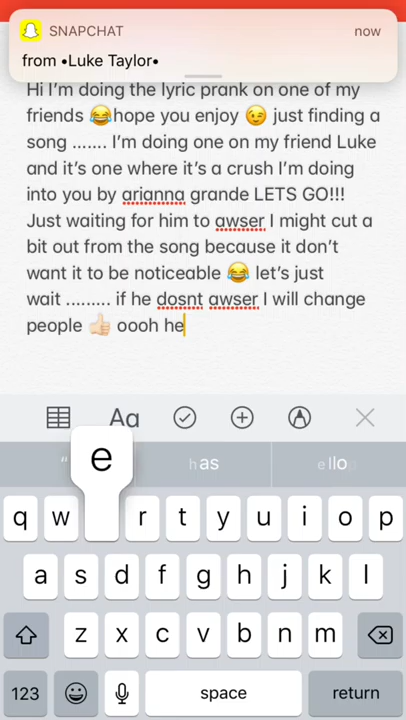 SNAPCHAT
now
from •Luke Taylor•
Hi I'm doing the lyric prank on one of my
friends 😂hope you enjoy 😉 just finding a
song ....... I'm doing one on my friend Luke
and it's one where it's a crush I'm doing
into you by arianna grande LETS GO!!!
Just waiting for him to awser I might cut a
bit out from the song because it don't
want it to be noticeable 😂 let's just
wait ......... if he dosnt awser I will change
people 👍🏻 oooh he
Aa
e
has
ello
q w r t y u i o p
a s d f g h j k l
z x c v b n m
123 space return